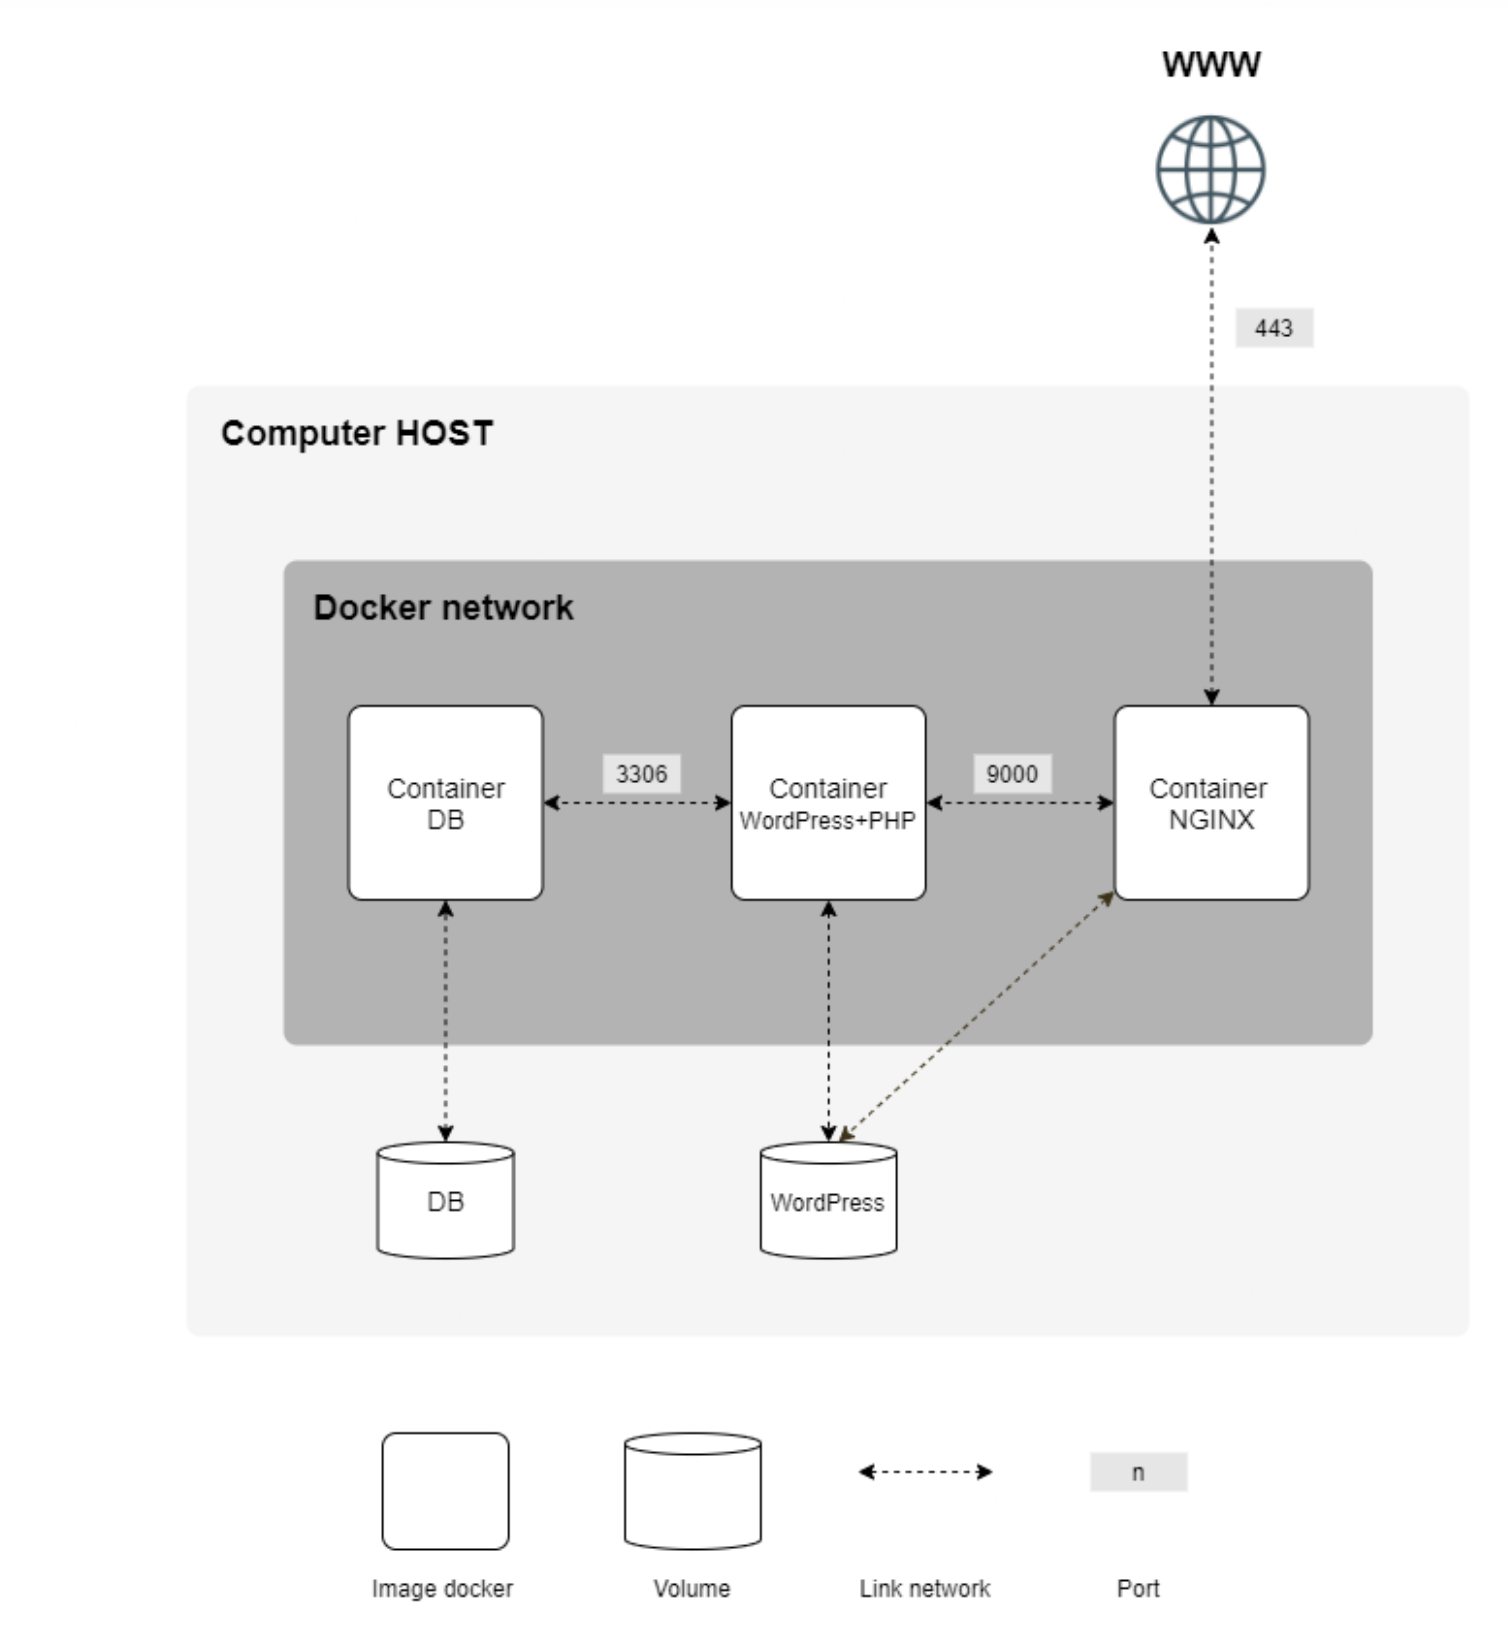 WWW
443
Computer HOST
Docker network
Container
DB
3306
Container
WordPress+PHP
9000
Container
NGINX
DB
WordPress
n
Image docker
Volume
Link network
Port